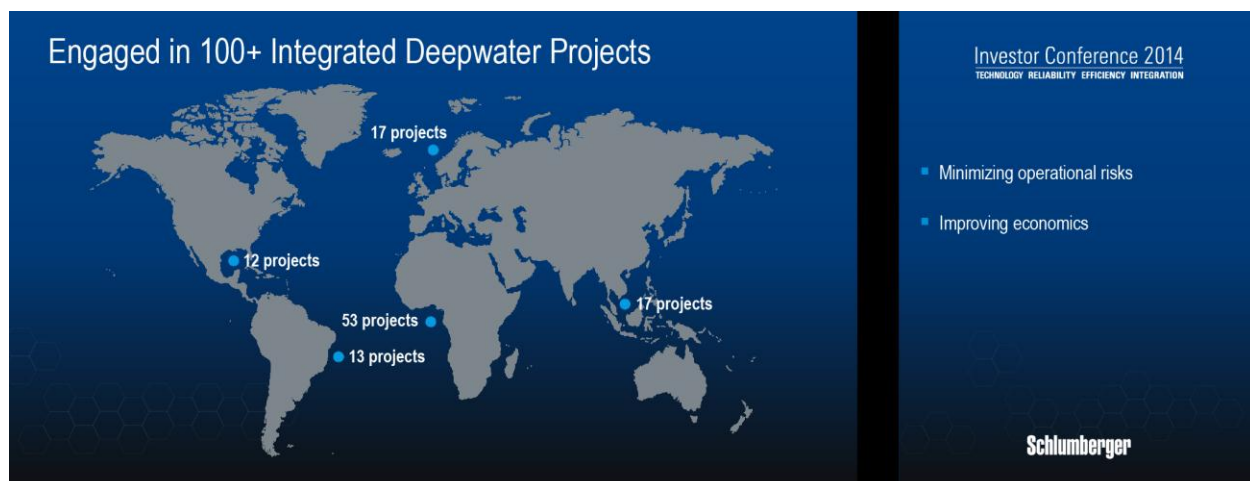 Engaged in 100+ Integrated Deepwater Projects
17 projects
12 projects
17 projects
53 projects
13 projects
Investor Conference 2014
TECHNOLOGY RELIABILITY EFFICIENCY INTEGRATION
Minimizing operational risks
Improving economics
Schlumberger